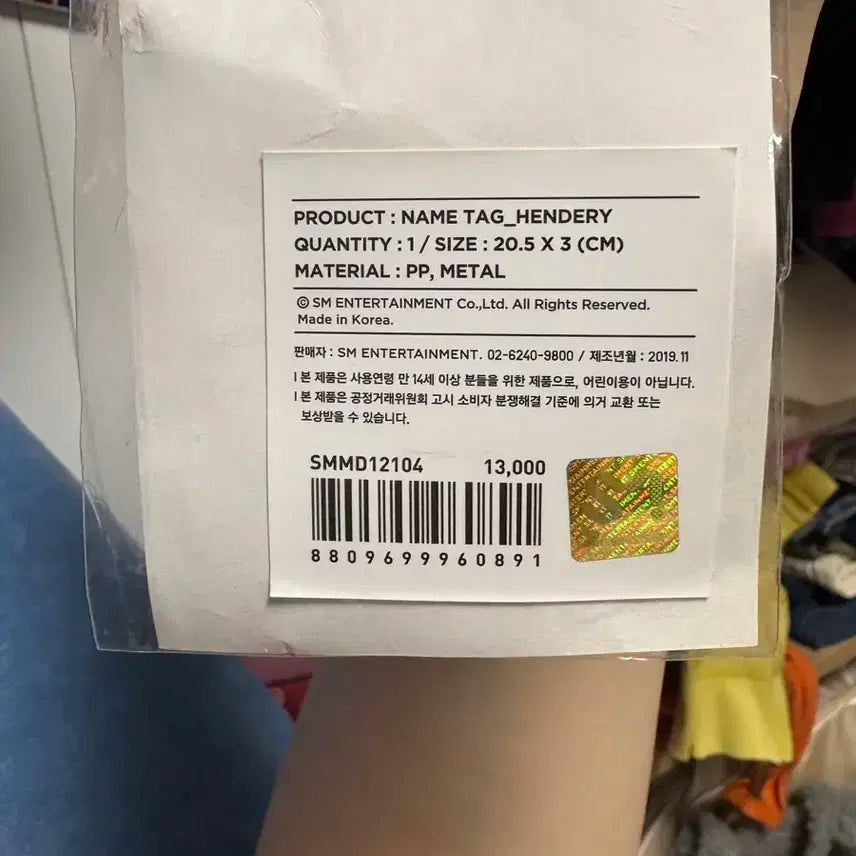 PRODUCT : NAME TAG_HENDERY
QUANTITY : 1 / SIZE : 20.5 X 3 (CM)
MATERIAL : PP, METAL
© SM ENTERTAINMENT Co.,Ltd. All Rights Reserved.
Made in Korea.
판매자 : SM ENTERTAINMENT. 02-6240-9800 / 제조년월 : 2019.11
| 본 제품은 사용연령 만 14세 이상 분들을 위한 제품으로, 어린이용이 아닙니다.
| 본 제품은 공정거래위원회 고시 소비자 분쟁해결 기준에 의거 교환 또는
보상받을 수 있습니다.
SMMD12104 13,000
8809699960891